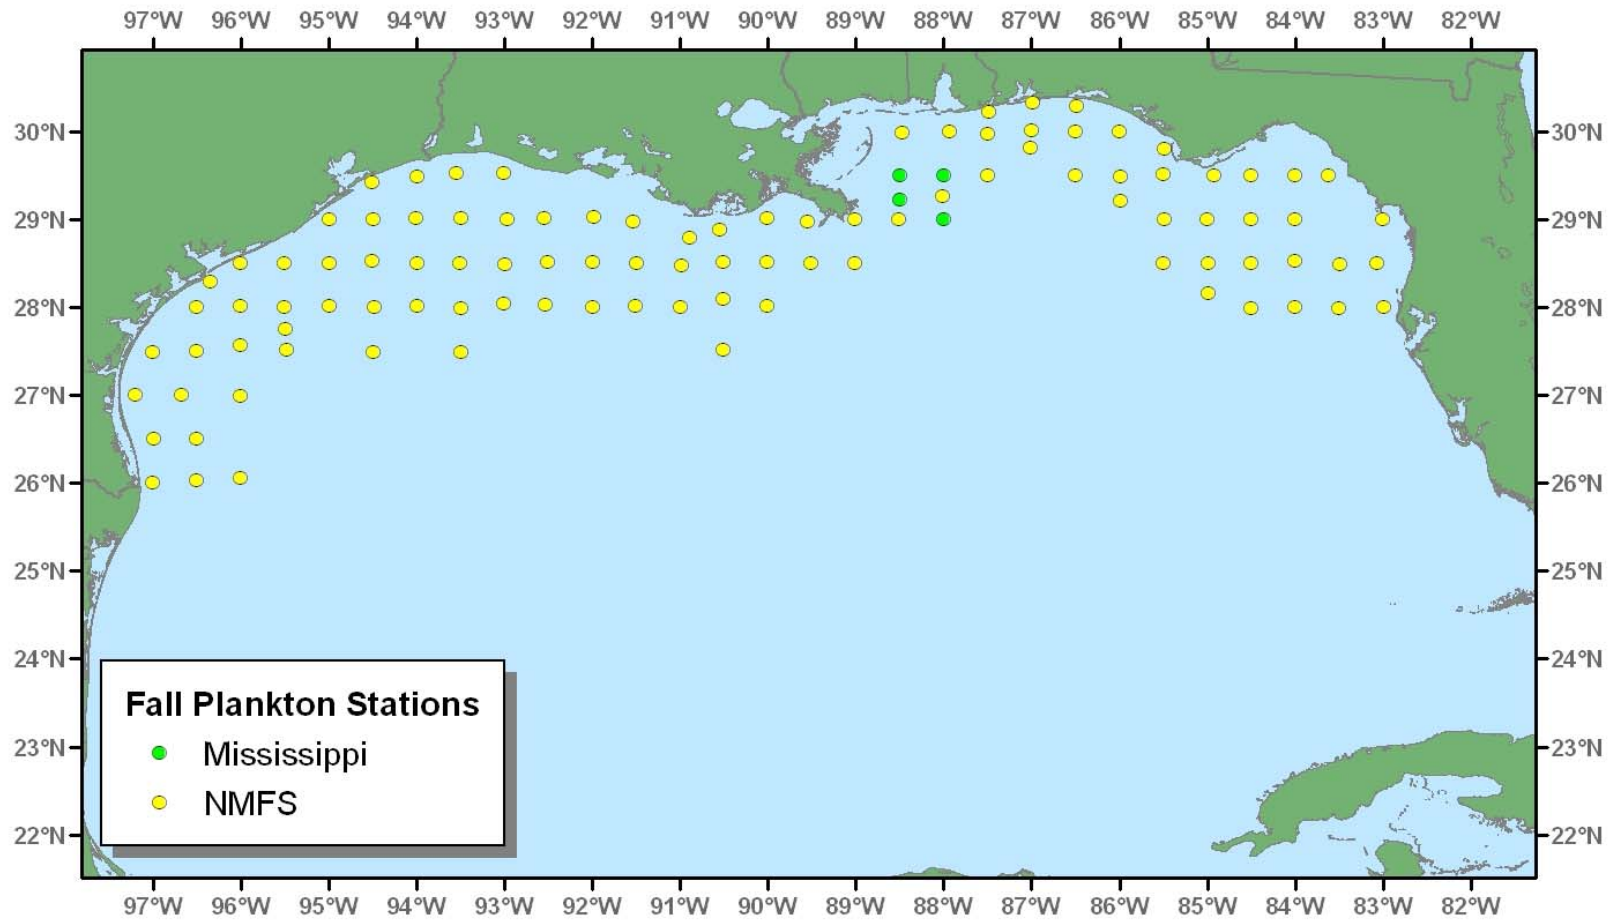 97°W 96°W 95°W 94°W 93°W 92°W 91°W 90°W 89°W 88°W 87°W 86°W 85°W 84°W 83°W 82°W
30°N 30°N
29°N 29°N
28°N 28°N
27°N 27°N
26°N 26°N
25°N 25°N
24°N 24°N
Fall Plankton Stations
23°N Mississippi 23°N
NMFS
22°N 22°N
97°W 96°W 95°W 94°W 93°W 92°W 91°W 90°W 89°W 88°W 87°W 86°W 85°W 84°W 83°W 82°W